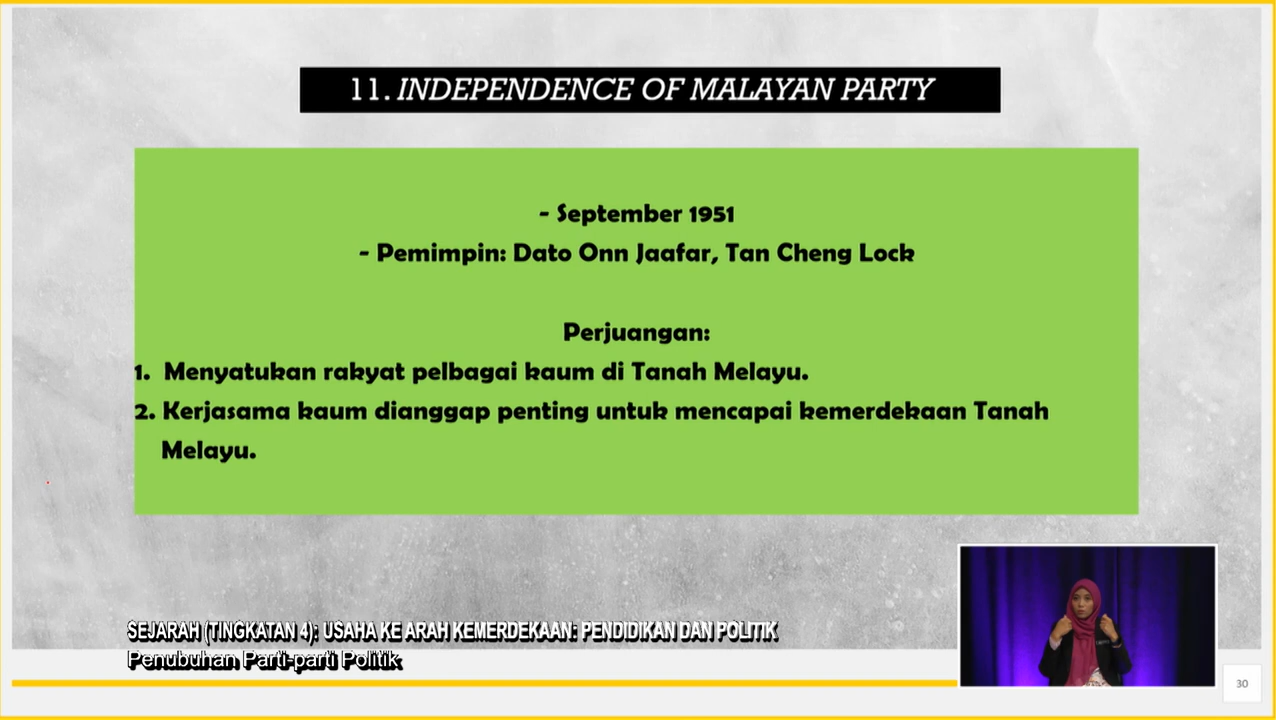 11. INDEPENDENCE OF MALAYAN PARTY
- September 1951
- Pemimpin: Dato Onn Jaafar, Tan Cheng Lock
Perjuangan:
1. Menyatukan rakyat pelbagai kaum di Tanah Melayu.
2. Kerjasama kaum dianggap penting untuk mencapai kemerdekaan Tanah
Melayu.
SEJARAH (TINGKATAN 4): USAHA KE ARAH KEMERDEKAAN: PENDIDIKAN DAN POLITIK
Penubuhan Parti-parti Politik
30